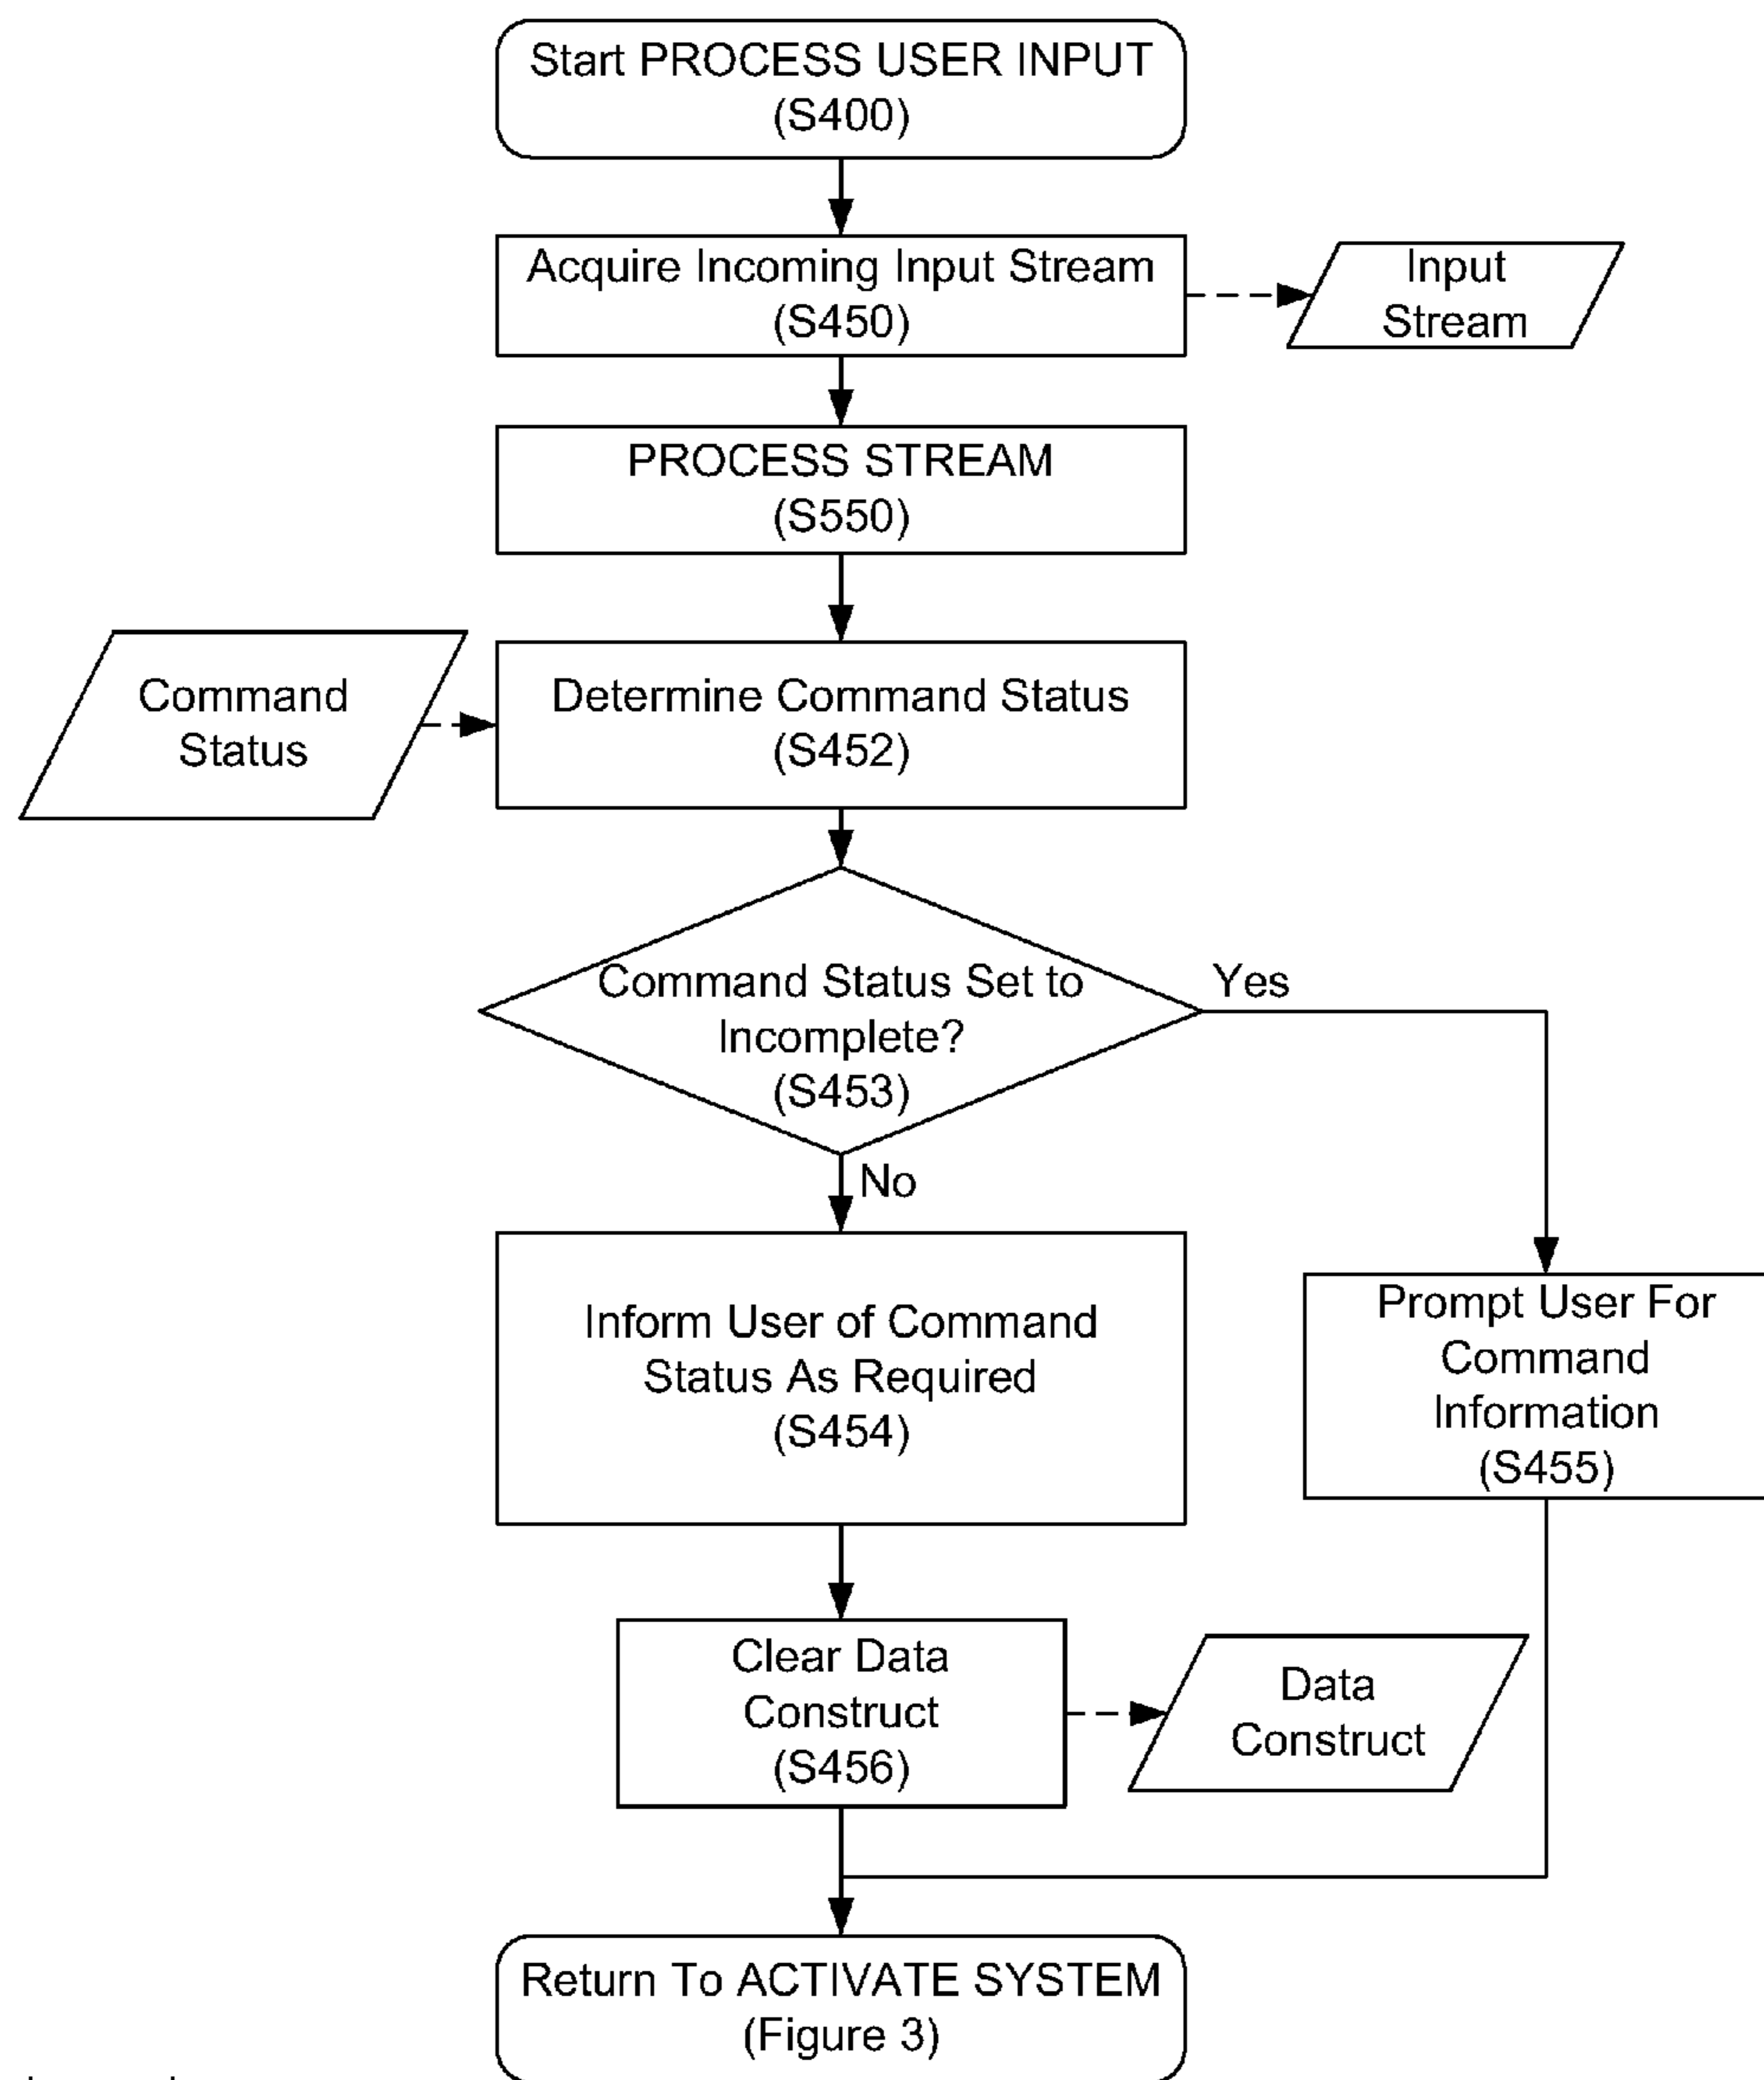 Start PROCESS USER INPUT
(S400)
Acquire Incoming Input Stream
(S450)
Input
Stream
PROCESS STREAM
(S550)
Command
Status
Determine Command Status
(S452)
Command Status Set to
Incomplete?
(S453)
Yes
No
Inform User of Command
Status As Required
(S454)
Prompt User For
Command
Information
(S455)
Clear Data
Construct
(S456)
Data
Construct
Return To ACTIVATE SYSTEM
(Figure 3)